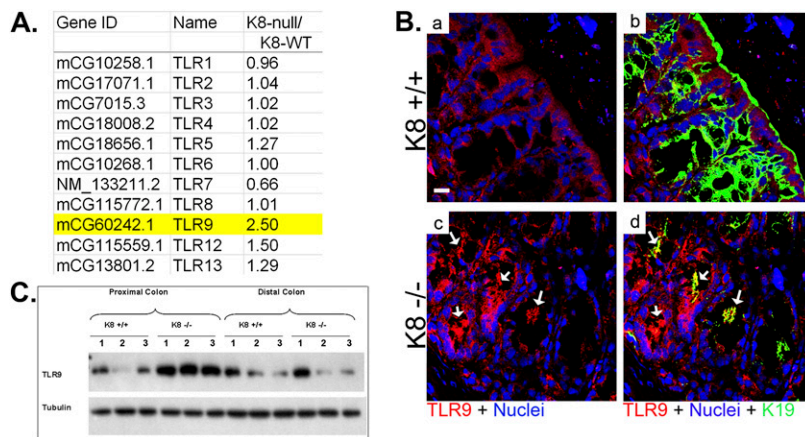 A.
Gene ID Name K8-null/
K8-WT
mCG10258.1 TLR1 0.96
mCG17071.1 TLR2 1.04
mCG7015.3 TLR3 1.02
mCG18008.2 TLR4 1.02
mCG18656.1 TLR5 1.27
mCG10268.1 TLR6 1.00
NM_133211.2 TLR7 0.66
mCG115772.1 TLR8 1.01
mCG60242.1 TLR9 2.50
mCG115559.1 TLR12 1.50
mCG13801.2 TLR13 1.29
B.
a b
K8 +/+
c d
K8 -/-
TLR9 + Nuclei TLR9 + Nuclei + K19
C.
Proximal Colon Distal Colon
K8 +/+ K8 -/- K8 +/+ K8 -/-
1 2 3 1 2 3 1 2 3 1 2 3
TLR9
Tubulin